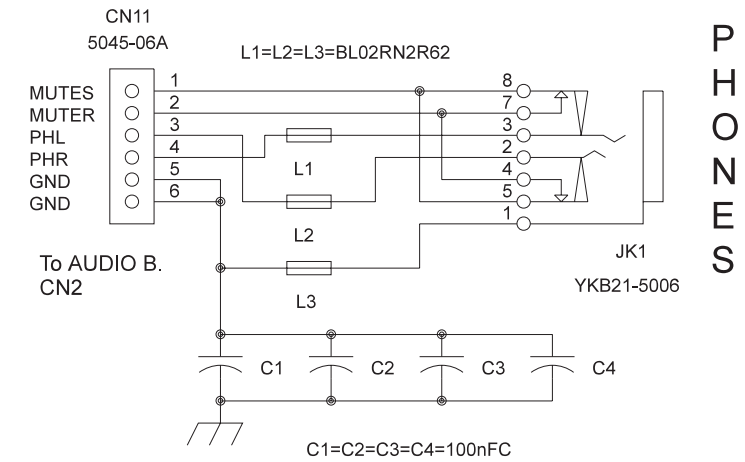 CN11
5045-06A
L1=L2=L3=BL02RN2R62
MUTES
MUTER
PHL
PHR
GND
GND
1
2
3
4
5
6
L1
L2
L3
8
7
3
2
4
5
1
To AUDIO B.
CN2
JK1
YKB21-5006
PHONES
C1
C2
C3
C4
C1=C2=C3=C4=100nFC